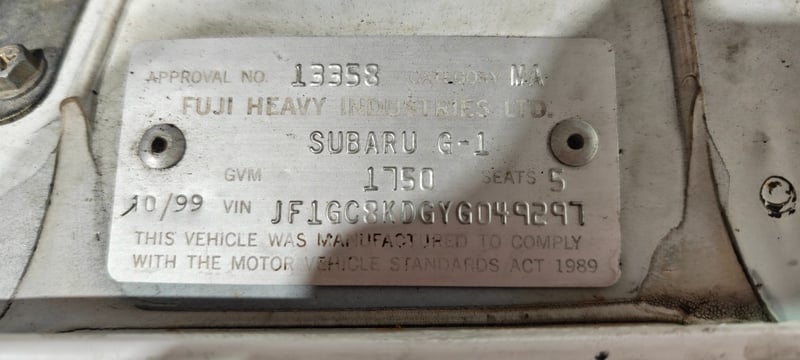 APPROVAL NO. 13358 CATEGORY MA
FUJI HEAVY INDUSTRIES LTD.
SUBARU G-1
GVM 1750 SEATS 5
10/99 VIN JF1GC8KDGYG049297
THIS VEHICLE WAS MANUFACTURED TO COMPLY
WITH THE MOTOR VEHICLE STANDARDS ACT 1989